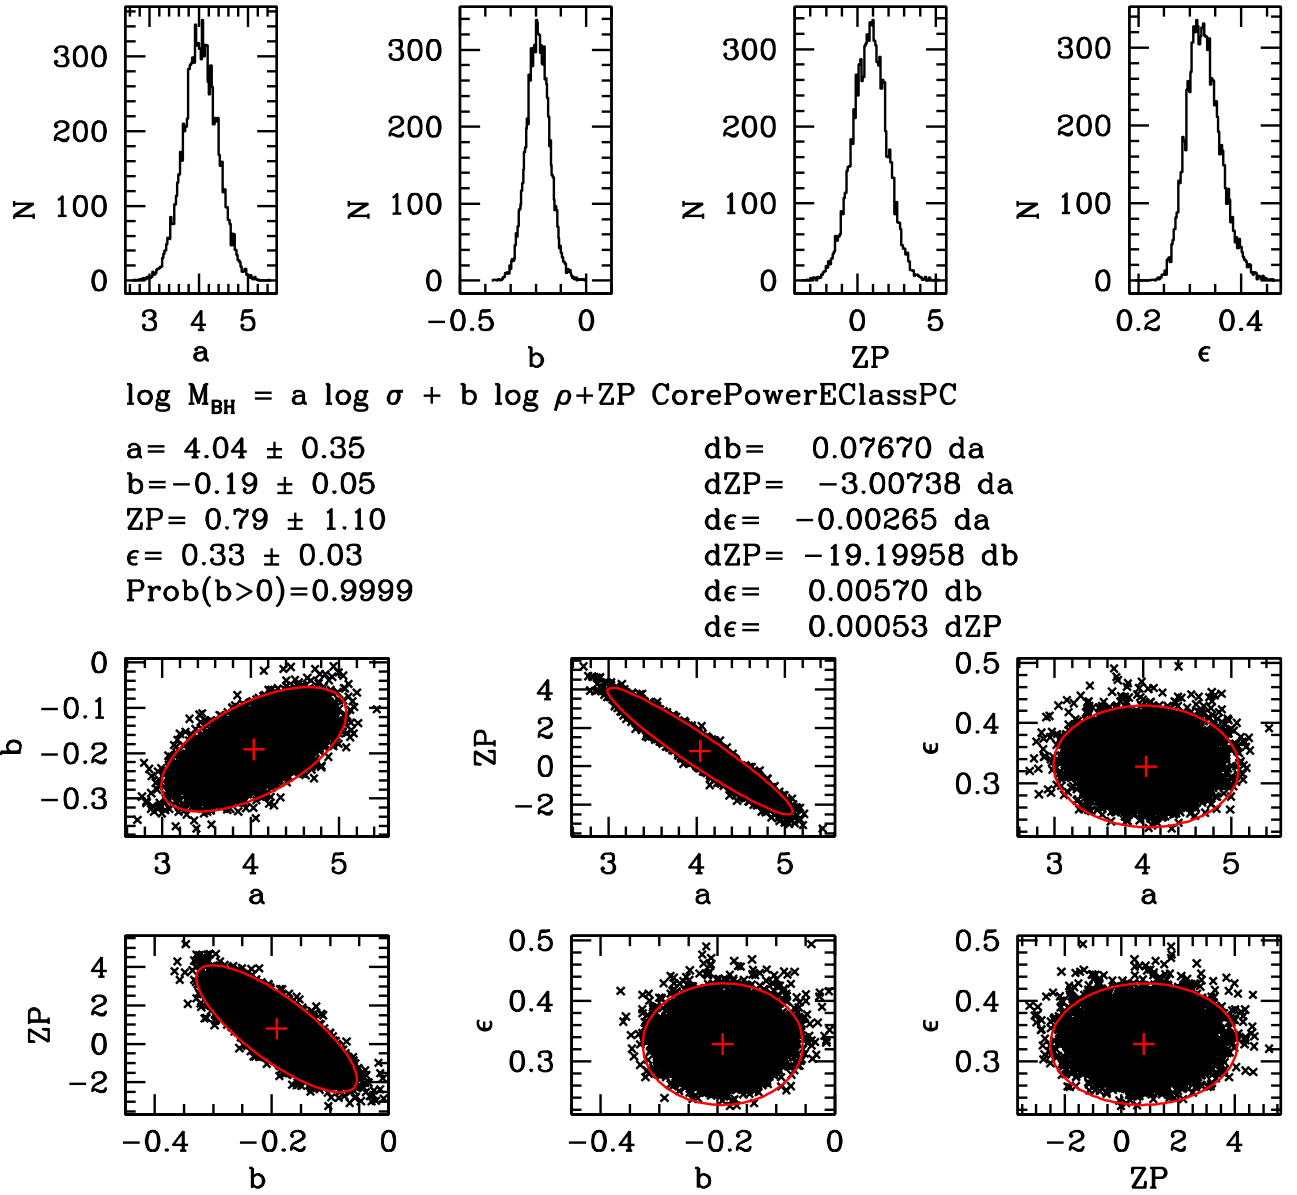 300
200
100
0
N
3 4 5
a
300
200
100
0
N
−0.5 0
b
300
200
100
0
N
0 5
ZP
300
200
100
0
N
0.2 0.4
ϵ
log M_BH = a log σ + b log ρ+ZP CorePowerEClassPC
a= 4.04 ± 0.35
b=−0.19 ± 0.05
ZP= 0.79 ± 1.10
ϵ= 0.33 ± 0.03
Prob(b>0)=0.9999
db= 0.07670 da
dZP= −3.00738 da
dϵ= −0.00265 da
dZP= −19.19958 db
dϵ= 0.00570 db
dϵ= 0.00053 dZP
0
−0.1
−0.2
−0.3
b
3 4 5
a
4
2
0
−2
ZP
3 4 5
a
0.5
0.4
0.3
ϵ
3 4 5
a
4
2
0
−2
ZP
−0.4 −0.2 0
b
0.5
0.4
0.3
ϵ
−0.4 −0.2 0
b
0.5
0.4
0.3
ϵ
−2 0 2 4
ZP